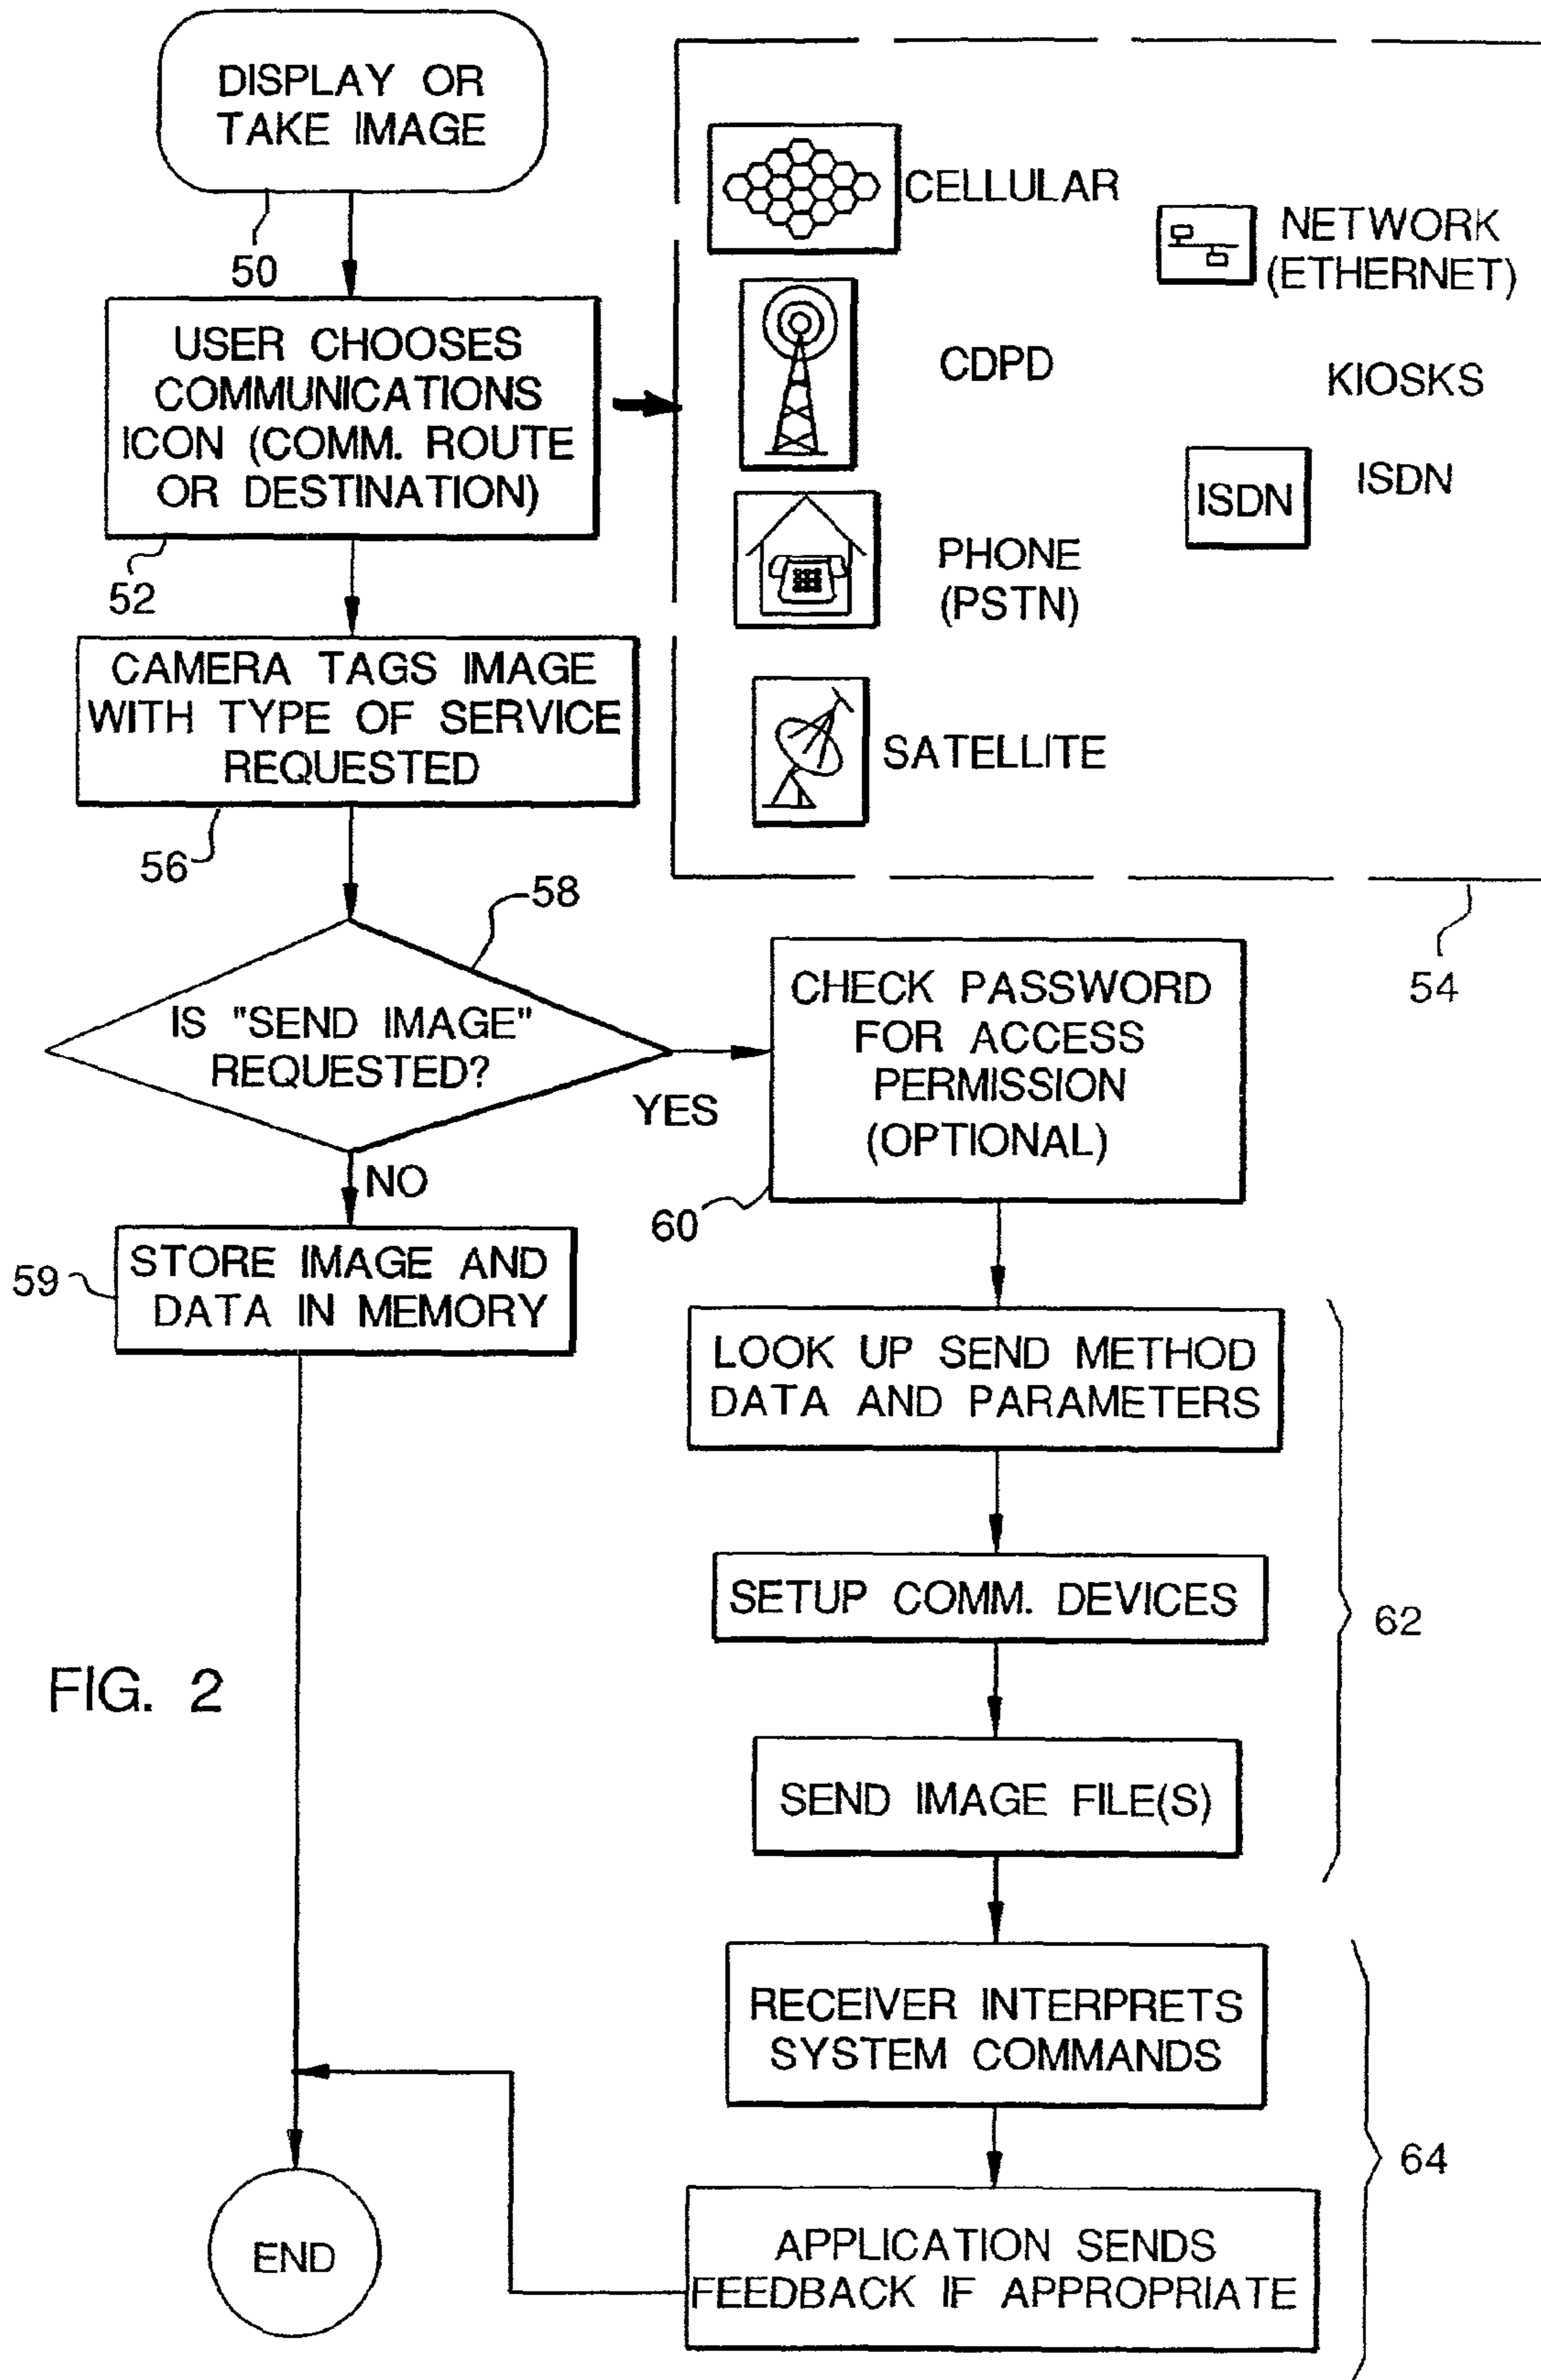 DISPLAY OR
TAKE IMAGE
50
USER CHOOSES
COMMUNICATIONS
ICON (COMM. ROUTE
OR DESTINATION)
52
CELLULAR
NETWORK
(ETHERNET)
CDPD
KIOSKS
ISDN
ISDN
PHONE
(PSTN)
SATELLITE
54
CAMERA TAGS IMAGE
WITH TYPE OF SERVICE
REQUESTED
56
58
IS "SEND IMAGE"
REQUESTED?
YES
NO
CHECK PASSWORD
FOR ACCESS
PERMISSION
(OPTIONAL)
60
59
STORE IMAGE AND
DATA IN MEMORY
LOOK UP SEND METHOD
DATA AND PARAMETERS
SETUP COMM. DEVICES
62
FIG. 2
SEND IMAGE FILE(S)
RECEIVER INTERPRETS
SYSTEM COMMANDS
64
APPLICATION SENDS
FEEDBACK IF APPROPRIATE
END